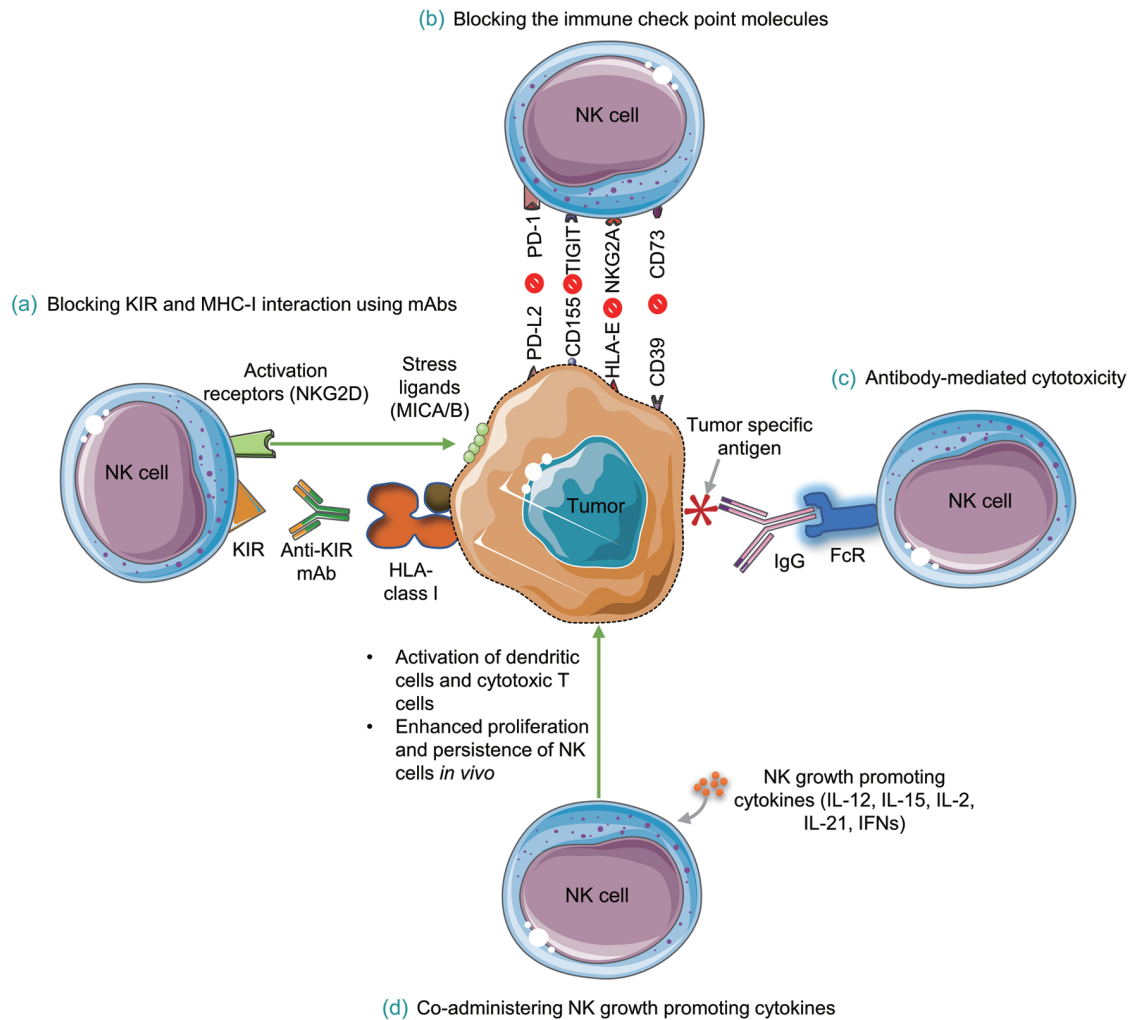 (b) Blocking the immune check point molecules
NK cell
PD-1
TIGIT
NKG2A
CD73
PD-L2
CD155
HLA-E
CD39
(a) Blocking KIR and MHC-I interaction using mAbs
Activation
receptors (NKG2D)
Stress
ligands
(MICA/B)
NK cell
KIR
Anti-KIR
mAb
HLA-
class I
Tumor
(c) Antibody-mediated cytotoxicity
Tumor specific
antigen
IgG
FcR
NK cell
• Activation of dendritic
cells and cytotoxic T
cells
• Enhanced proliferation
and persistence of NK
cells in vivo
NK growth promoting
cytokines (IL-12, IL-15, IL-2,
IL-21, IFNs)
NK cell
(d) Co-administering NK growth promoting cytokines